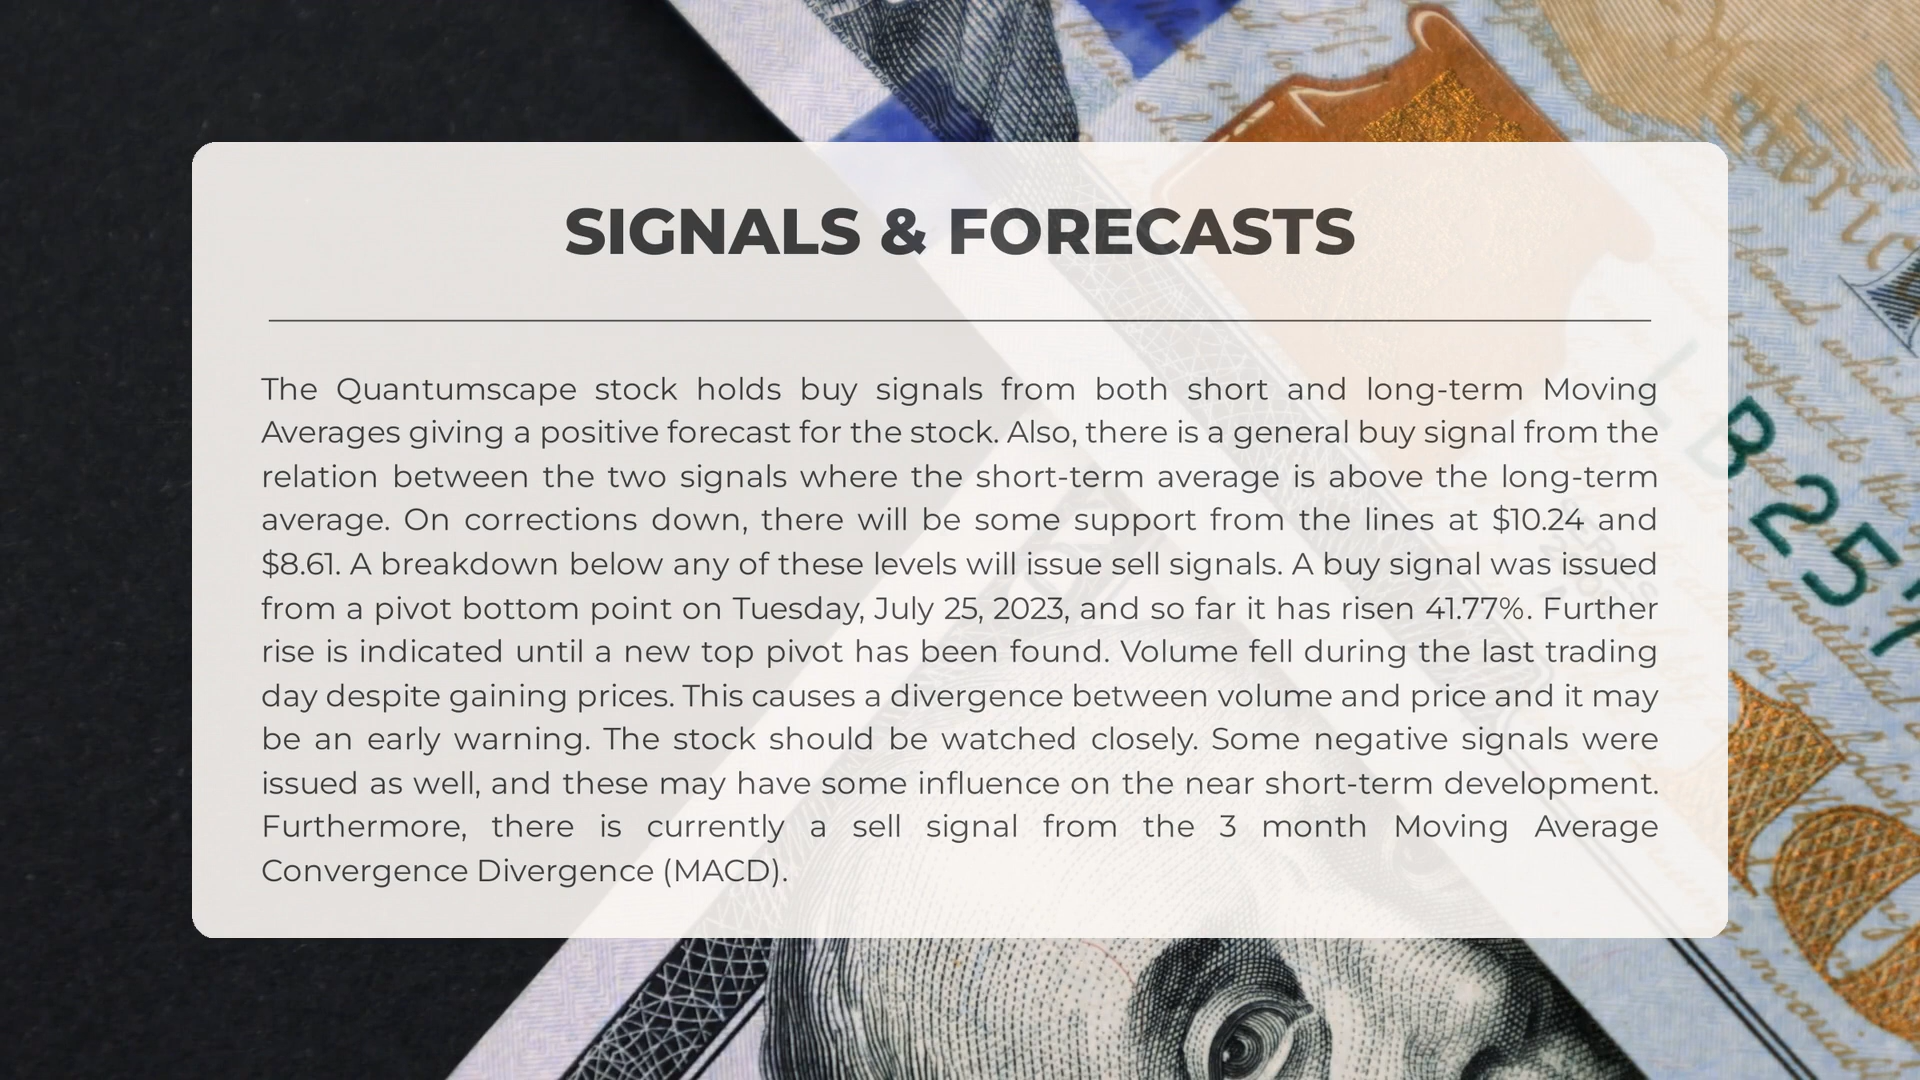 SIGNALS & FORECASTS
The Quantumscape stock holds buy signals from both short and long-term Moving
Averages giving a positive forecast for the stock. Also, there is a general buy signal from the
relation between the two signals where the short-term average is above the long-term
average. On corrections down, there will be some support from the lines at $10.24 and
$8.61. A breakdown below any of these levels will issue sell signals. A buy signal was issued
from a pivot bottom point on Tuesday, July 25, 2023, and so far it has risen 41.77%. Further
rise is indicated until a new top pivot has been found. Volume fell during the last trading
day despite gaining prices. This causes a divergence between volume and price and it may
be an early warning. The stock should be watched closely. Some negative signals were
issued as well, and these may have some influence on the near short-term development.
Furthermore, there is currently a sell signal from the 3 month Moving Average
Convergence Divergence (MACD).